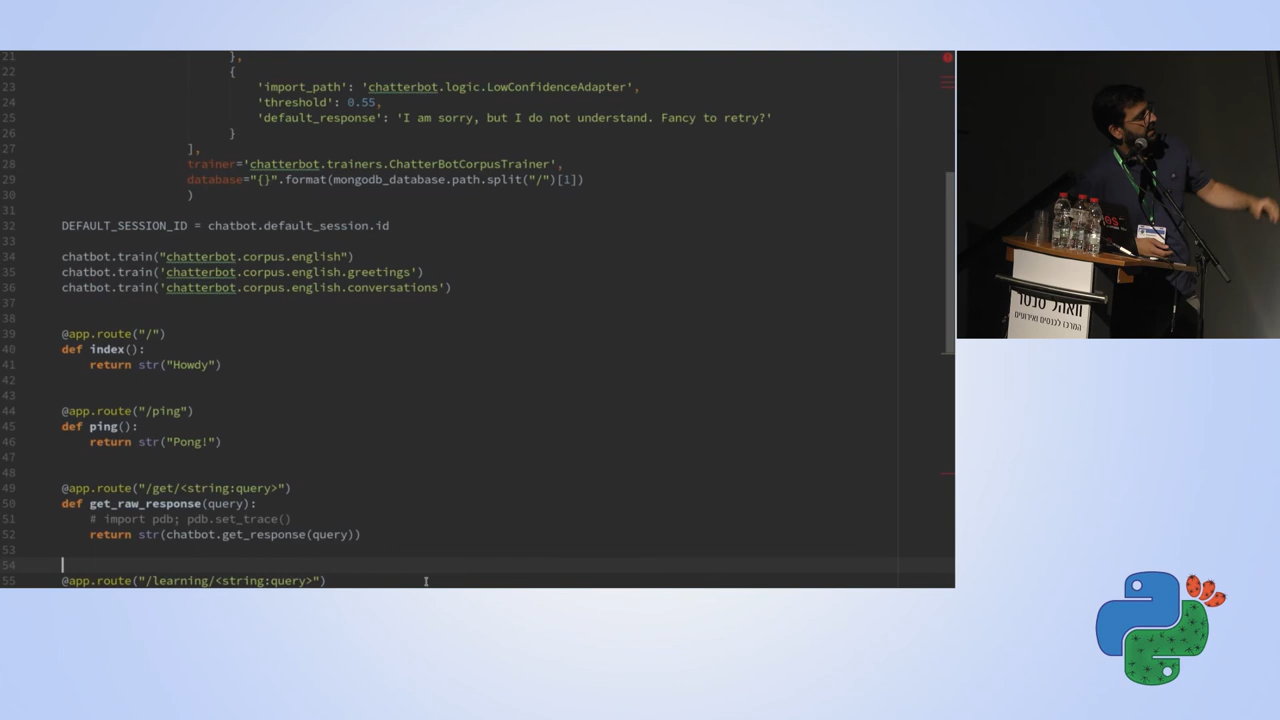 21 },
22 {
23 'import_path': 'chatterbot.logic.LowConfidenceAdapter',
24 'threshold': 0.55,
25 'default_response': 'I am sorry, but I do not understand. Fancy to retry?'
26 }
27 ],
28 trainer='chatterbot.trainers.ChatterBotCorpusTrainer',
29 database="{}".format(mongodb_database.path.split("/")[1])
30 )
31
32 DEFAULT_SESSION_ID = chatbot.default_session.id
33
34 chatbot.train("chatterbot.corpus.english")
35 chatbot.train('chatterbot.corpus.english.greetings')
36 chatbot.train('chatterbot.corpus.english.conversations')
37
38
39 @app.route("/")
40 def index():
41 return str("Howdy")
42
43
44 @app.route("/ping")
45 def ping():
46 return str("Pong!")
47
48
49 @app.route("/get/<string:query>")
50 def get_raw_response(query):
51 # import pdb; pdb.set_trace()
52 return str(chatbot.get_response(query))
53
54
55 @app.route("/learning/<string:query>")
וואהל סנטר
המרכז לכנסים ואירועים